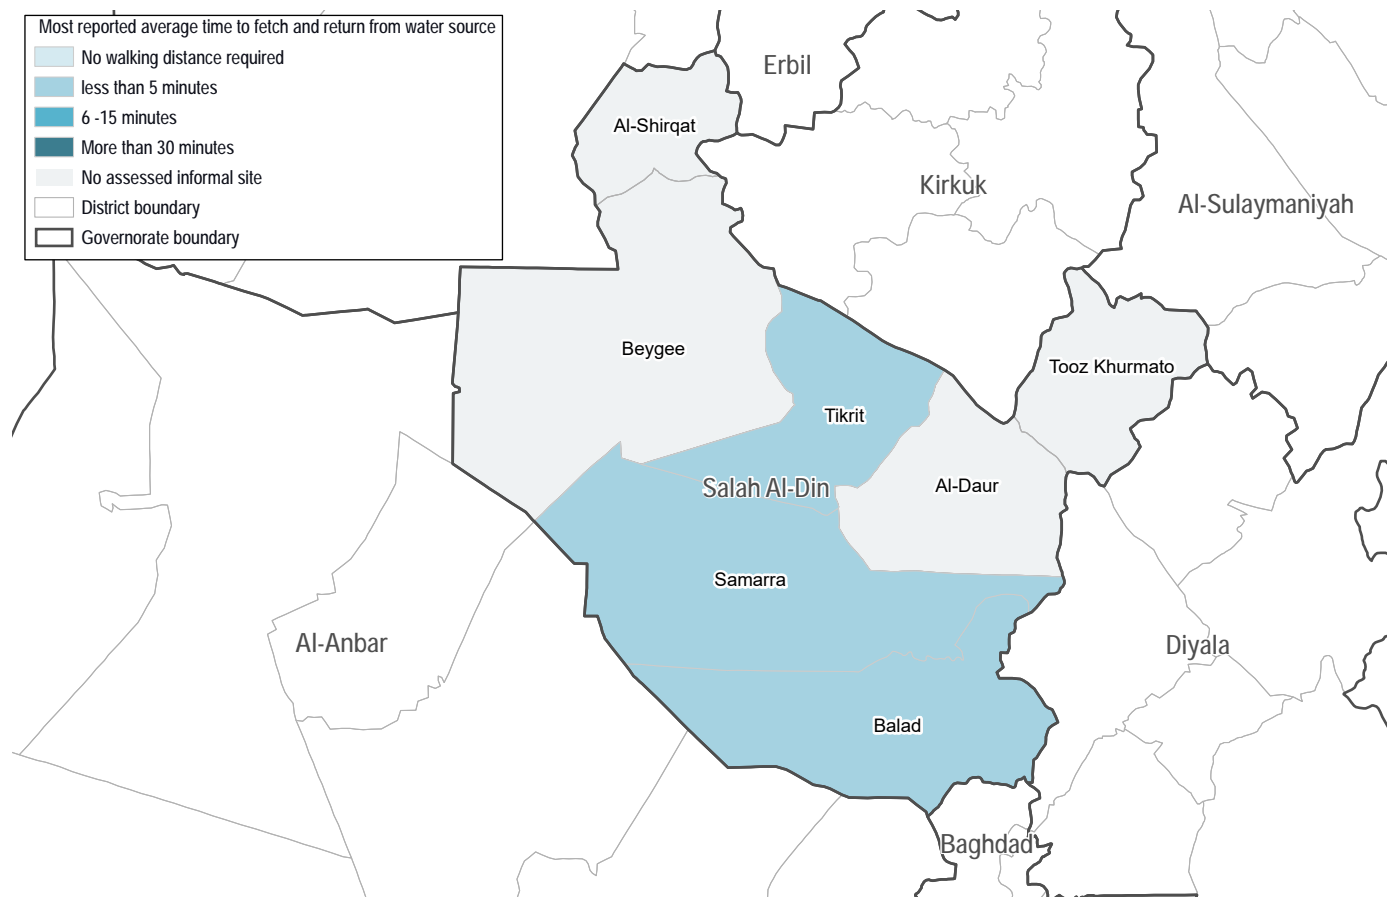 Most reported average time to fetch and return from water source
No walking distance required
less than 5 minutes
6 -15 minutes
More than 30 minutes
No assessed informal site
District boundary
Governorate boundary
Erbil
Al-Shirqat
Kirkuk
Al-Sulaymaniyah
Beygee
Tooz Khurmato
Tikrit
Salah Al-Din
Al-Daur
Samarra
Al-Anbar
Diyala
Balad
Baghdad